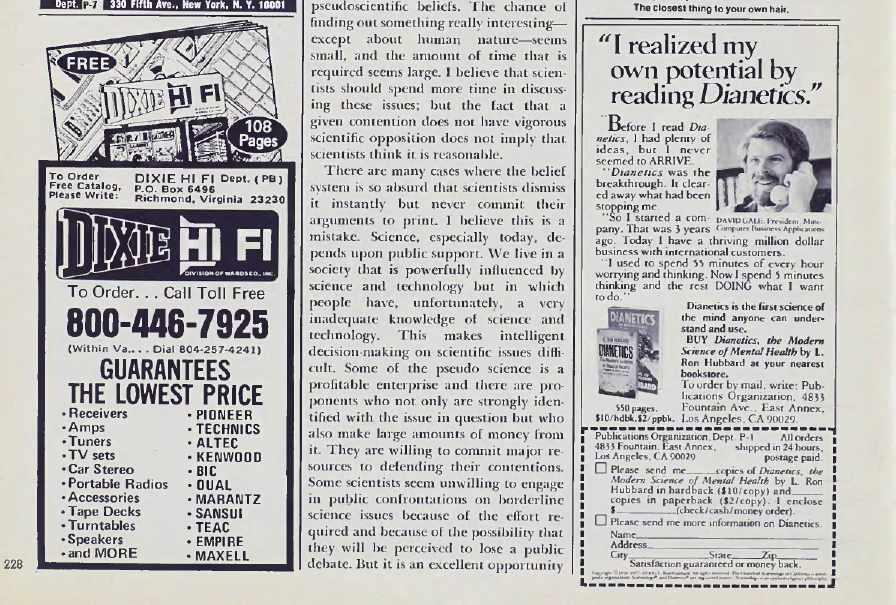 Dept. P-7 330 Fifth Ave., New York, N. Y. 10001
FREE
DIXIE HI FI
108
Pages
To Order
Free Catalog,
Please Write:
DIXIE HI FI Dept. (PB)
P.O. Box 6496
Richmond, Virginia 23230
DIXIE HI FI
DIVISION OF WARDS CO., INC.
To Order... Call Toll Free
800-446-7925
(Within Va.... Dial 804-257-4241)
GUARANTEES
THE LOWEST PRICE
• Receivers
• Amps
• Tuners
• TV sets
• Car Stereo
• Portable Radios
• Accessories
• Tape Decks
• Turntables
• Speakers
• and MORE
• PIONEER
• TECHNICS
• ALTEC
• KENWOOD
• BIC
• DUAL
• MARANTZ
• SANSUI
• TEAC
• EMPIRE
• MAXELL
228
pseudoscientific beliefs. The chance of
finding out something really interesting—
except about human nature—seems
small, and the amount of time that is
required seems large. I believe that scien-
tists should spend more time in discuss-
ing these issues; but the fact that a
given contention does not have vigorous
scientific opposition does not imply that
scientists think it is reasonable.
There are many cases where the belief
system is so absurd that scientists dismiss
it instantly but never commit their
arguments to print. I believe this is a
mistake. Science, especially today, de-
pends upon public support. We live in a
society that is powerfully influenced by
science and technology but in which
people have, unfortunately, a very
inadequate knowledge of science and
technology. This makes intelligent
decision-making on scientific issues diffi-
cult. Some of the pseudo science is a
profitable enterprise and there are pro-
ponents who not only are strongly iden-
tified with the issue in question but who
also make large amounts of money from
it. They are willing to commit major re-
sources to defending their contentions.
Some scientists seem unwilling to engage
in public confrontations on borderline
science issues because of the effort re-
quired and because of the possibility that
they will be perceived to lose a public
debate. But it is an excellent opportunity
The closest thing to your own hair.
"I realized my
own potential by
reading Dianetics."
"Before I read Dia-
netics, I had plenty of
ideas, but I never
seemed to ARRIVE.
"Dianetics was the
breakthrough. It clear-
ed away what had been
stopping me.
"So I started a com-
pany. That was 3 years
ago. Today I have a thriving million dollar
business with international customers.
"I used to spend 55 minutes of every hour
worrying and thinking. Now I spend 5 minutes
thinking and the rest DOING what I want
to do."
DAVID GALE: President, Mini-
Computer Business Applications
DIANETICS
DIANETICS
550 pages.
$10/hdbk.$2/ppbk.
Dianetics is the first science of
the mind anyone can under-
stand and use.
BUY Dianetics, the Modern
Science of Mental Health by L.
Ron Hubbard at your nearest
bookstore.
To order by mail, write: Pub-
lications Organization, 4833
Fountain Ave., East Annex,
Los Angeles, CA 90029.
Publications Organization, Dept. P-1
4833 Fountain, East Annex,
Los Angeles, CA 90029
All orders
shipped in 24 hours,
postage paid.
Please send me copies of Dianetics, the
Modern Science of Mental Health by L. Ron
Hubbard in hardback ($10/copy) and
copies in paperback ($2/copy). I enclose
$ (check/cash/money order).
Please send me more information on Dianetics.
Name
Address
City State Zip
Satisfaction guaranteed or money back.